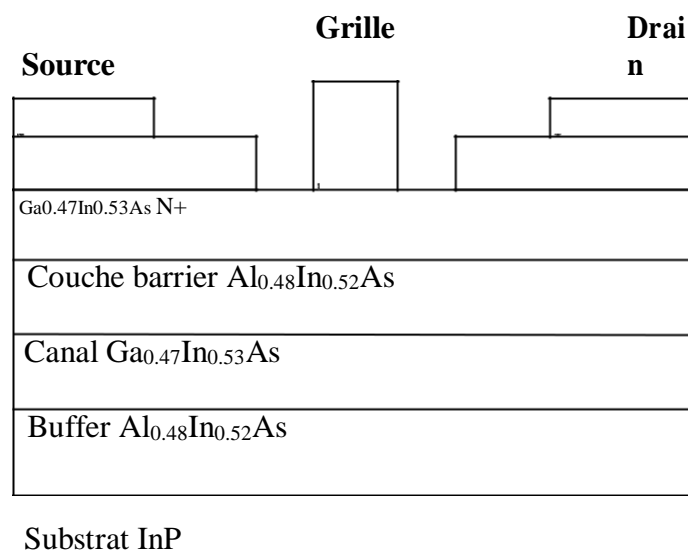 Grille
Drai
n
Source
Ga0.47In0.53As N+
Couche barrier Al0.48In0.52As
Canal Ga0.47In0.53As
Buffer Al0.48In0.52As
Substrat InP